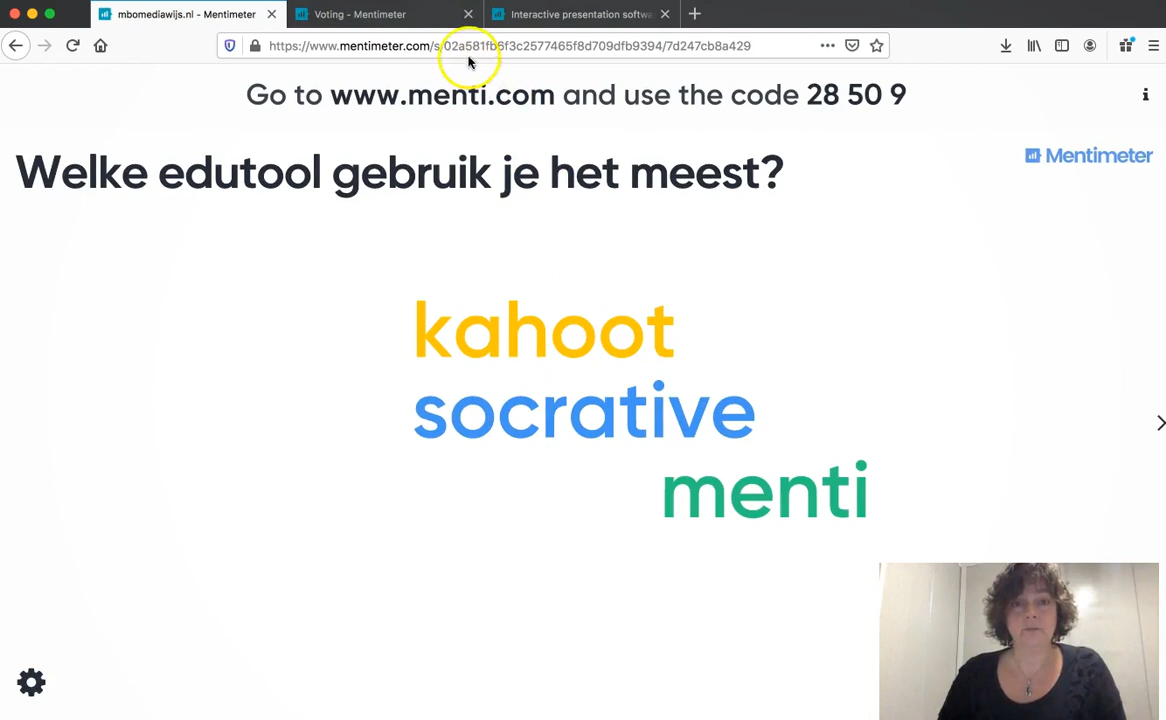 mbomediawijs.nl - Mentimeter
Voting - Mentimeter
Interactive presentation softwa
https://www.mentimeter.com/s/02a581fb6f3c2577465f8d709dfb9394/7d247cb8a429
Go to www.menti.com and use the code 28 50 9
Welke edutool gebruik je het meest?
Mentimeter
kahoot
socrative
menti